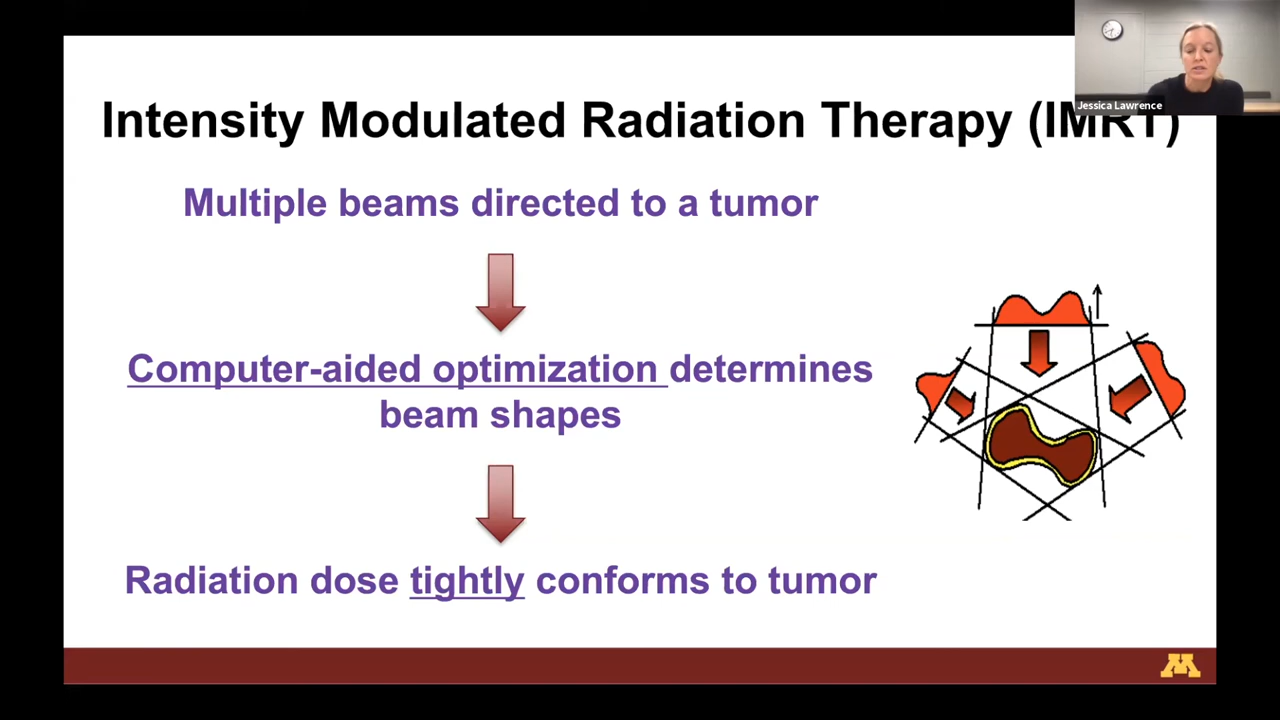 Jessica Lawrence
Intensity Modulated Radiation Therapy (IMRT)
Multiple beams directed to a tumor
Computer-aided optimization determines
beam shapes
Radiation dose tightly conforms to tumor
M